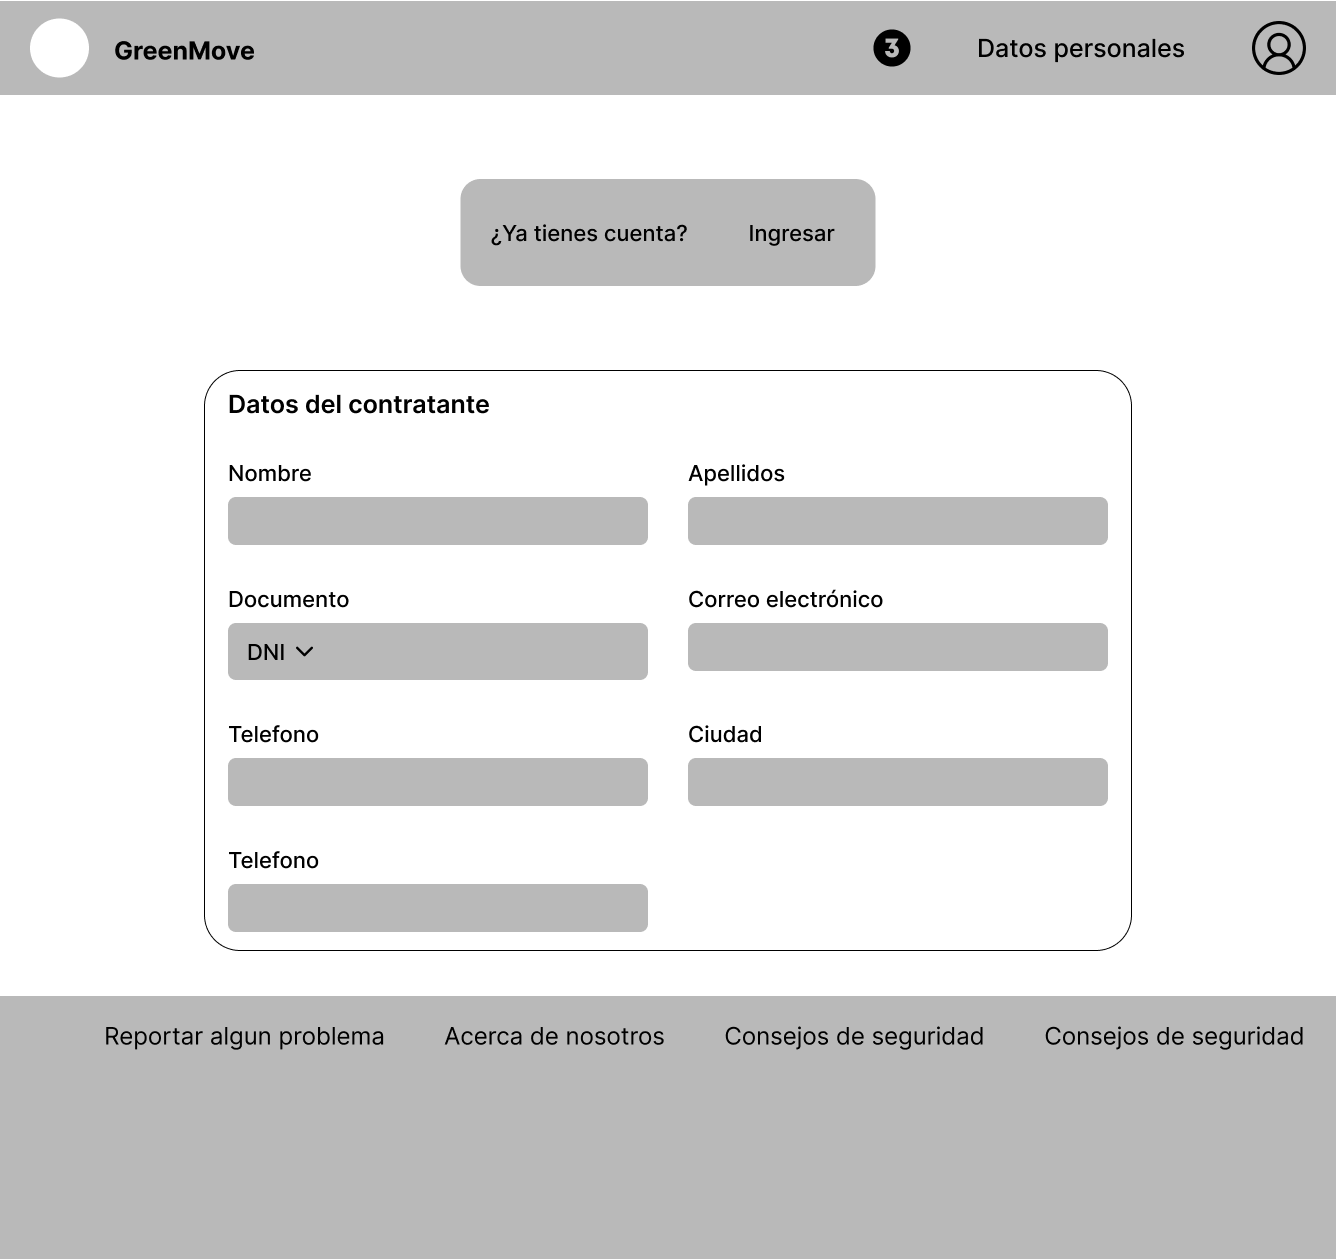 GreenMove
3 Datos personales
¿Ya tienes cuenta? Ingresar
Datos del contratante
Nombre Apellidos
Documento Correo electrónico
DNI
Telefono Ciudad
Telefono
Reportar algun problema Acerca de nosotros Consejos de seguridad Consejos de seguridad